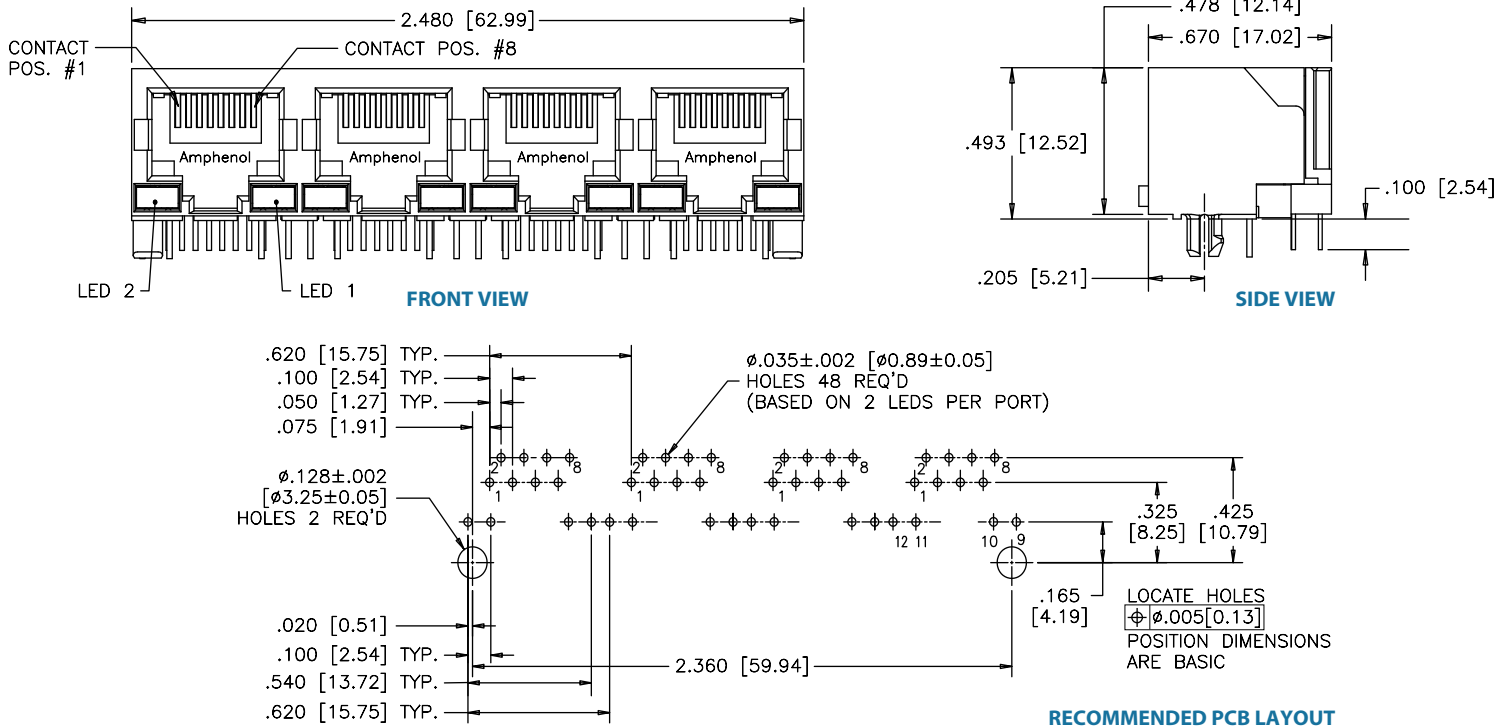 2.480 [62.99]
CONTACT
POS. #1
CONTACT POS. #8
Amphenol
Amphenol
Amphenol
Amphenol
LED 2
LED 1
FRONT VIEW
.478 [12.14]
.670 [17.02]
.493 [12.52]
.100 [2.54]
.205 [5.21]
SIDE VIEW
.620 [15.75] TYP.
.100 [2.54] TYP.
.050 [1.27] TYP.
.075 [1.91]
ø.128±.002
[ø3.25±0.05]
HOLES 2 REQ'D
ø.035±.002 [ø0.89±0.05]
HOLES 48 REQ'D
(BASED ON 2 LEDS PER PORT)
2 8 2 8 2 8 2 8
1 1 1 1
12 11 10 9
.325
[8.25]
.425
[10.79]
.165
[4.19]
LOCATE HOLES
⌖ ø.005[0.13]
POSITION DIMENSIONS
ARE BASIC
.020 [0.51]
.100 [2.54] TYP.
.540 [13.72] TYP.
.620 [15.75] TYP.
2.360 [59.94]
RECOMMENDED PCB LAYOUT